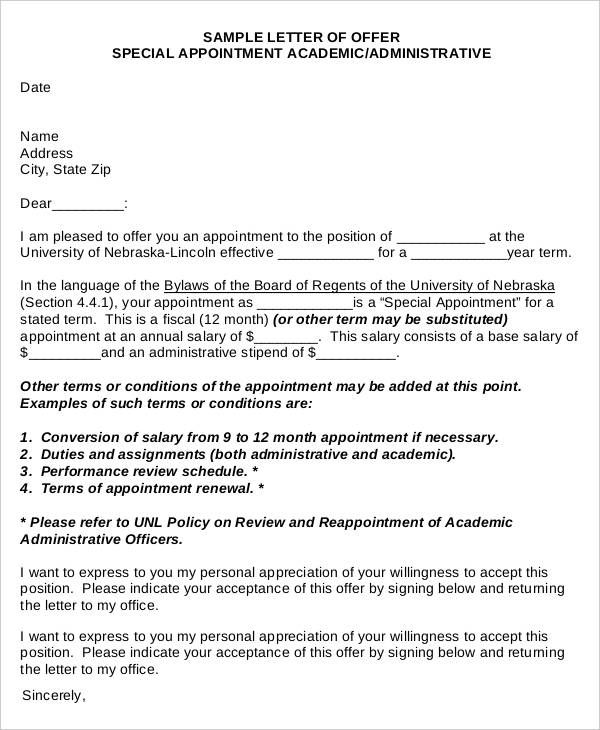 SAMPLE LETTER OF OFFER
SPECIAL APPOINTMENT ACADEMIC/ADMINISTRATIVE
Date
Name
Address
City, State Zip
Dear_________:
I am pleased to offer you an appointment to the position of ___________ at the
University of Nebraska-Lincoln effective ____________ for a ____________year term.
In the language of the Bylaws of the Board of Regents of the University of Nebraska
(Section 4.4.1), your appointment as ____________is a “Special Appointment” for a
stated term.  This is a fiscal (12 month) (or other term may be substituted)
appointment at an annual salary of $________.  This salary consists of a base salary of
$_________and an administrative stipend of $__________.
Other terms or conditions of the appointment may be added at this point.
Examples of such terms or conditions are:
1.  Conversion of salary from 9 to 12 month appointment if necessary.
2.  Duties and assignments (both administrative and academic).
3.  Performance review schedule. *
4.  Terms of appointment renewal. *
* Please refer to UNL Policy on Review and Reappointment of Academic
Administrative Officers.
I want to express to you my personal appreciation of your willingness to accept this
position.  Please indicate your acceptance of this offer by signing below and returning
the letter to my office.
I want to express to you my personal appreciation of your willingness to accept this
position.  Please indicate your acceptance of this offer by signing below and returning
the letter to my office.
Sincerely,